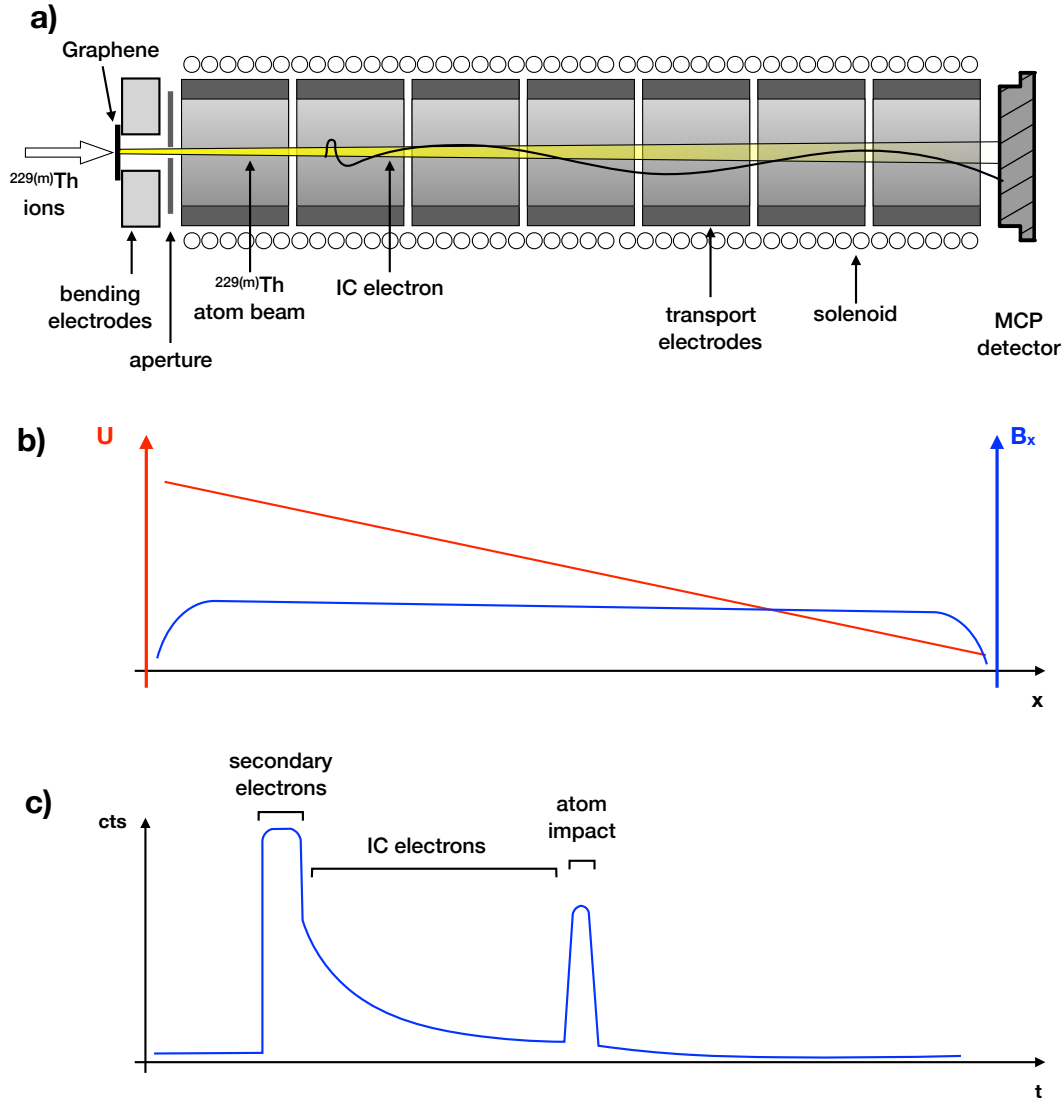 a)
Graphene
229(m)Th
ions
bending
electrodes
aperture
229(m)Th
atom beam
IC electron
transport
electrodes
solenoid
MCP
detector
b)
U
Bx
x
c)
cts
secondary
electrons
IC electrons
atom
impact
t